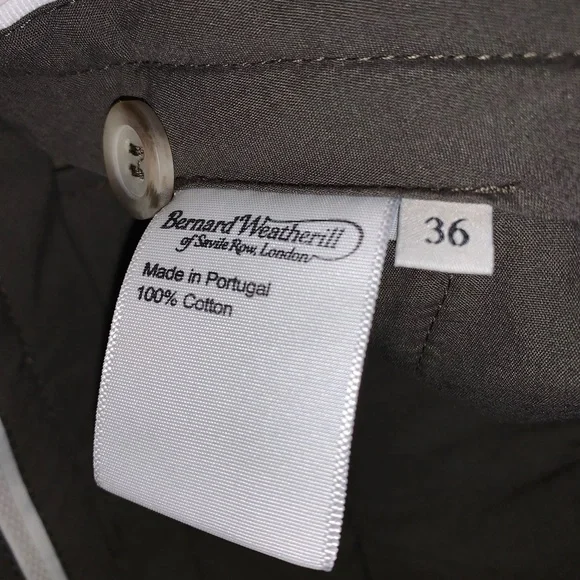 Bernard Weatherill
of Savile Row, London
Made in Portugal
100% Cotton
36